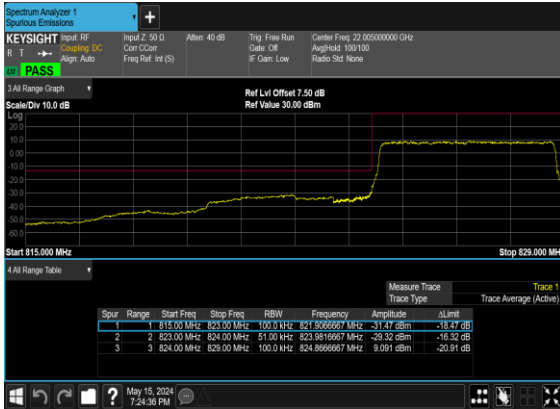 Spectrum Analyzer 1
Spurious Emissions
+
KEYSIGHT Input: RF Input Z: 50 Ω Atten: 40 dB Trig: Free Run Center Freq: 22.005000000 GHz
R T Coupling: DC Corr CCorr Gate: Off Avg|Hold: 100/100
Align: Auto Freq Ref: Int (S) IF Gain: Low Radio Std: None
PASS
3 All Range Graph
Ref Lvl Offset 7.50 dB
Scale/Div 10.0 dB Ref Value 30.00 dBm
Log
20.0
10.0
0.00
-10.0
-20.0
-30.0
-40.0
-50.0
-60.0
Start 815.000 MHz Stop 829.000 MH
4 All Range Table
Measure Trace Trace 1
Trace Type Trace Average (Active)
Spur Range Start Freq Stop Freq RBW Frequency Amplitude ΔLimit
1 1 815.00 MHz 823.00 MHz 100.0 kHz 821.9066667 MHz -31.47 dBm -18.47 dB
2 2 823.00 MHz 824.00 MHz 51.00 kHz 823.9816667 MHz -29.32 dBm -16.32 dB
3 3 824.00 MHz 829.00 MHz 100.0 kHz 824.8666667 MHz 9.091 dBm -20.91 dB
? May 15, 2024
7:24:36 PM